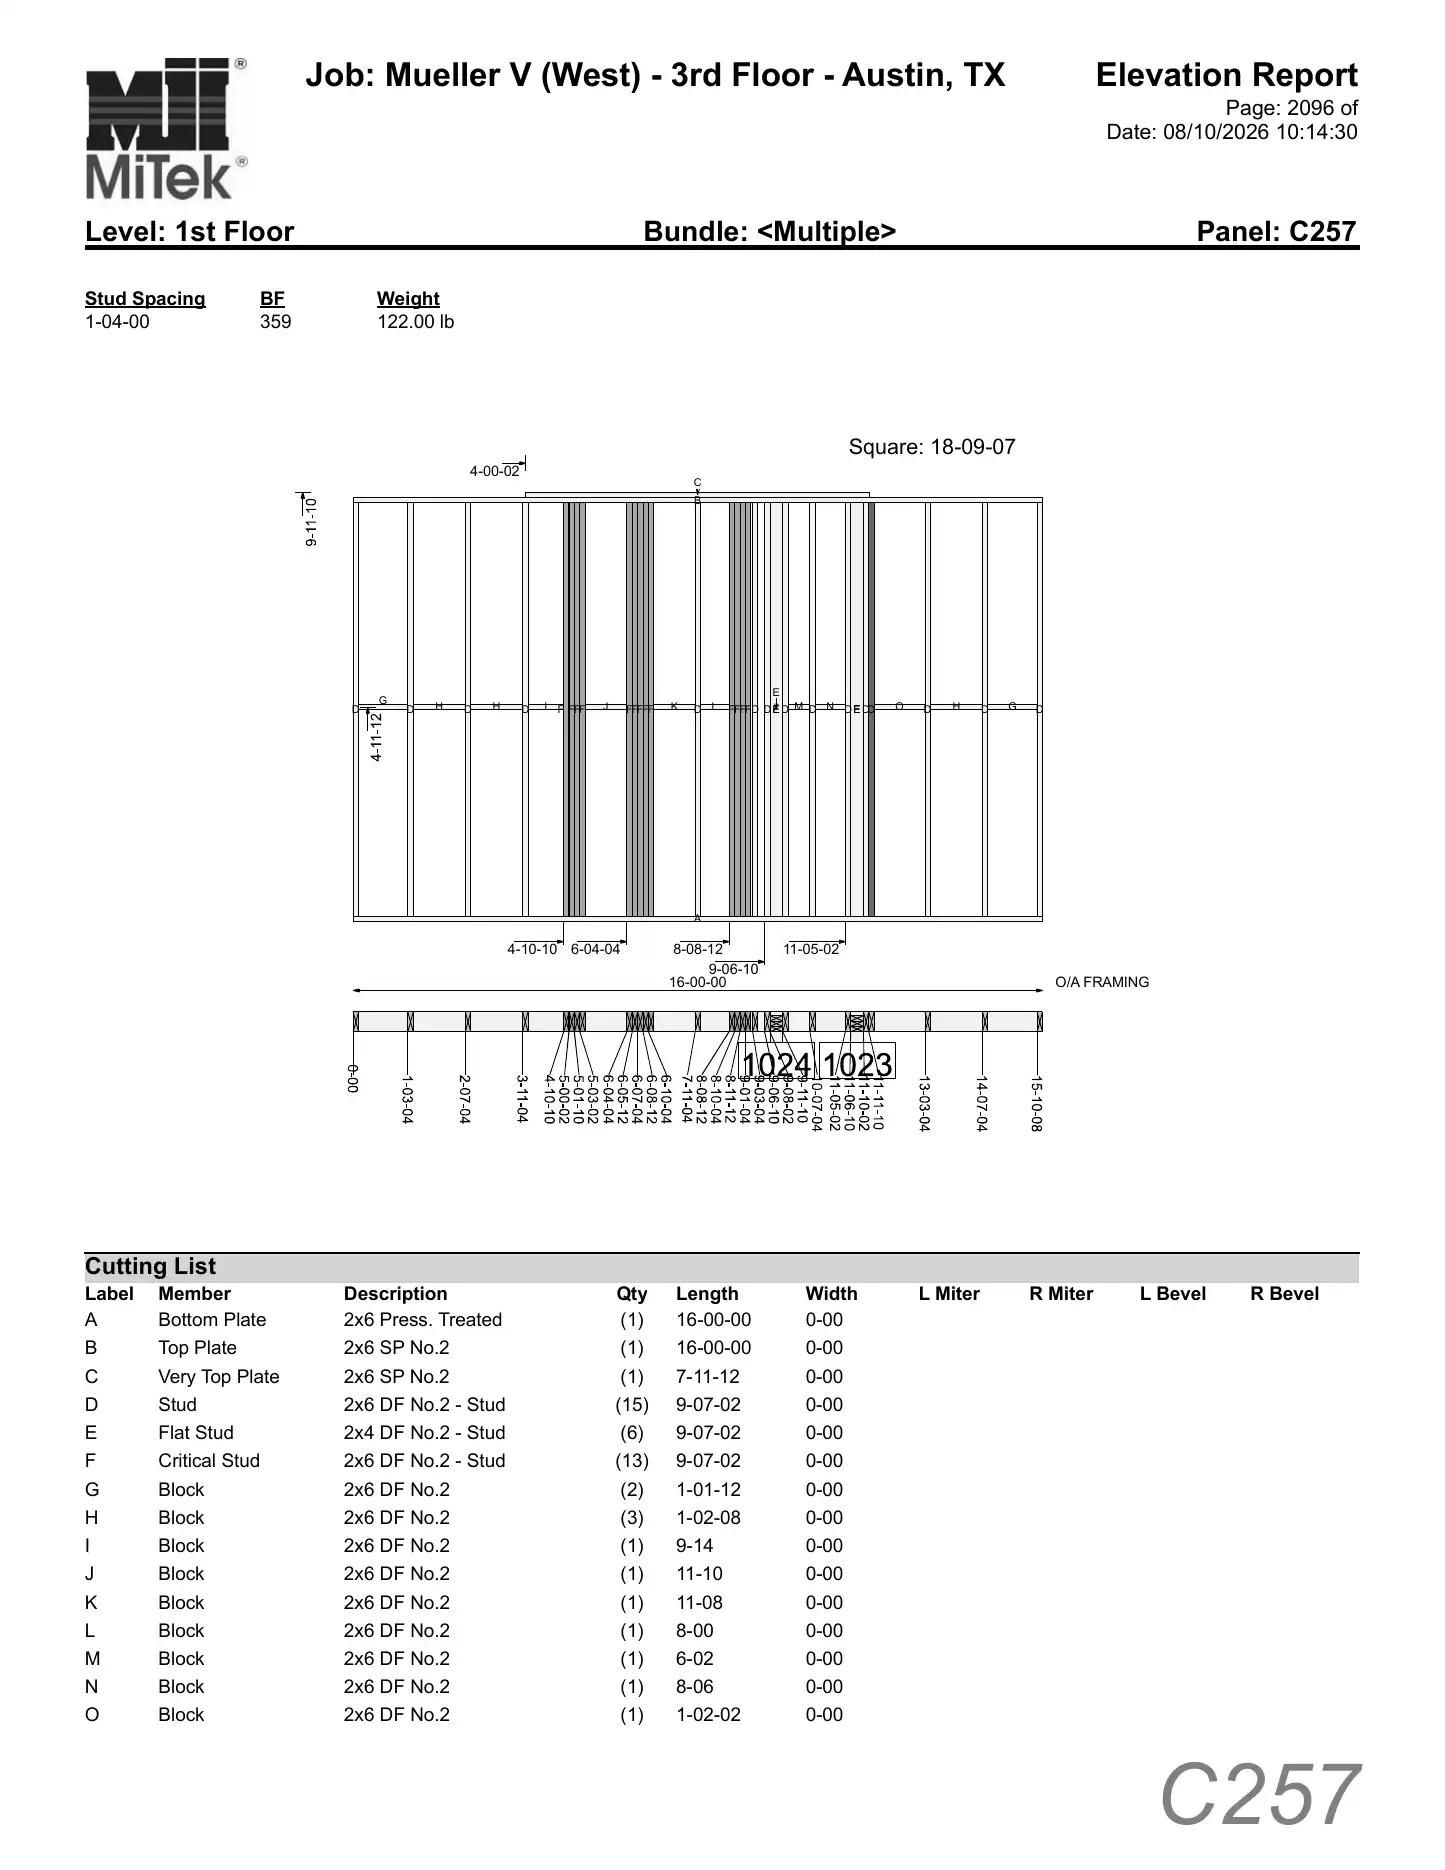 Job: Mueller V (West) - 3rd Floor - Austin, TX
Elevation Report
Page: 2096 of
Date: 08/10/2026 10:14:30
MiTek®
Level: 1st Floor Bundle: <Multiple> Panel: C257
Stud Spacing BF Weight
1-04-00 359 122.00 lb
Square: 18-09-07
4-00-02
C
B
9-11-10
E
G H H I F J K L D E M N E O H G
4-11-12
A
4-10-10 6-04-04 8-08-12 11-05-02
9-06-10
16-00-00 O/A FRAMING
1024 1023
0-00
1-03-04
2-07-04
3-11-04
4-10-10
5-00-02
5-01-10
5-03-02
6-04-04
6-05-12
6-07-04
6-08-12
6-10-04
7-11-04
8-08-12
8-10-04
8-11-12
9-01-04
9-03-04
9-06-10
9-08-02
9-11-10
10-07-04
11-05-02
11-06-10
11-10-02
11-11-10
13-03-04
14-07-04
15-10-08
Cutting List
Label Member Description Qty Length Width L Miter R Miter L Bevel R Bevel
A Bottom Plate 2x6 Press. Treated (1) 16-00-00 0-00
B Top Plate 2x6 SP No.2 (1) 16-00-00 0-00
C Very Top Plate 2x6 SP No.2 (1) 7-11-12 0-00
D Stud 2x6 DF No.2 - Stud (15) 9-07-02 0-00
E Flat Stud 2x4 DF No.2 - Stud (6) 9-07-02 0-00
F Critical Stud 2x6 DF No.2 - Stud (13) 9-07-02 0-00
G Block 2x6 DF No.2 (2) 1-01-12 0-00
H Block 2x6 DF No.2 (3) 1-02-08 0-00
I Block 2x6 DF No.2 (1) 9-14 0-00
J Block 2x6 DF No.2 (1) 11-10 0-00
K Block 2x6 DF No.2 (1) 11-08 0-00
L Block 2x6 DF No.2 (1) 8-00 0-00
M Block 2x6 DF No.2 (1) 6-02 0-00
N Block 2x6 DF No.2 (1) 8-06 0-00
O Block 2x6 DF No.2 (1) 1-02-02 0-00
C257